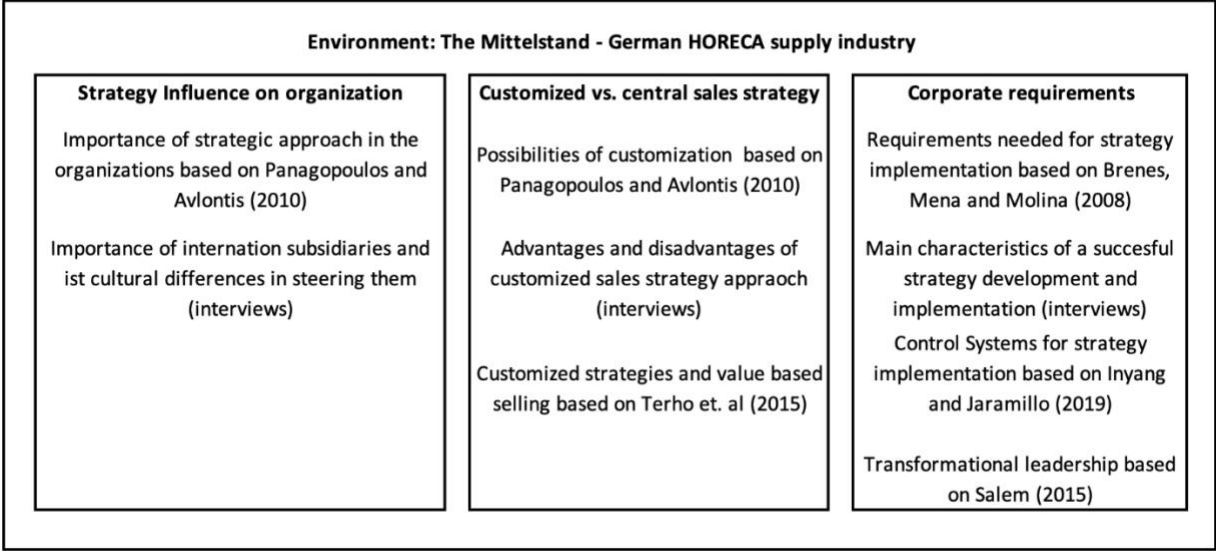 Environment: The Mittelstand - German HORECA supply industry
Strategy Influence on organization
Importance of strategic approach in the
organizations based on Panagopoulos and
Avlontis (2010)
Importance of internation subsidiaries and
ist cultural differences in steering them
(interviews)
Customized vs. central sales strategy
Possibilities of customization based on
Panagopoulos and Avlontis (2010)
Advantages and disadvantages of
customized sales strategy appraoch
(interviews)
Customized strategies and value based
selling based on Terho et. al (2015)
Corporate requirements
Requirements needed for strategy
implementation based on Brenes,
Mena and Molina (2008)
Main characteristics of a succesful
strategy development and
implementation (interviews)
Control Systems for strategy
implementation based on Inyang
and Jaramillo (2019)
Transformational leadership based
on Salem (2015)